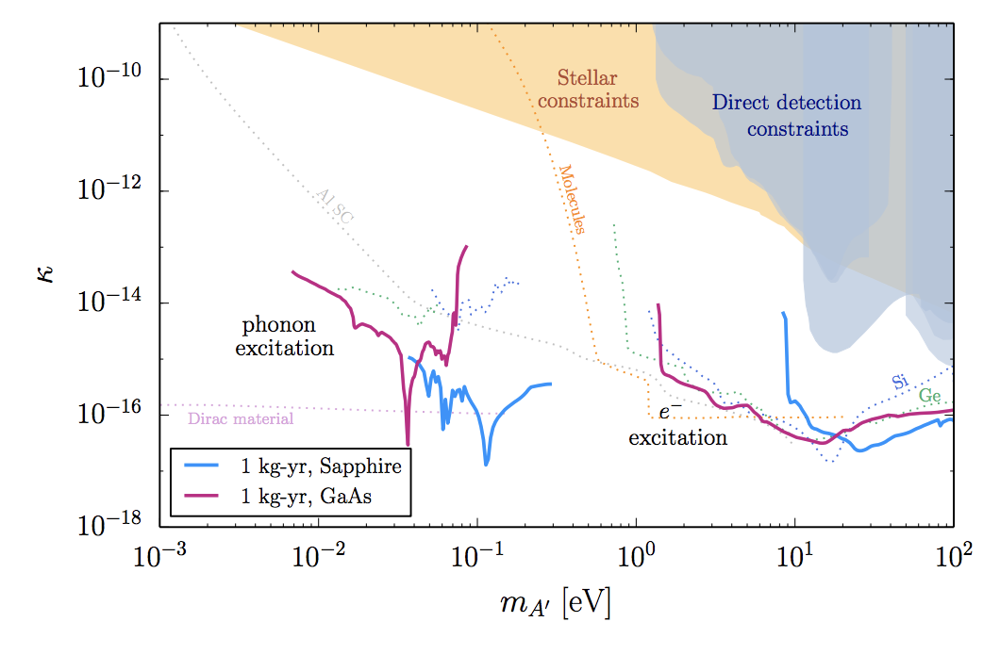 10⁻¹⁰
10⁻¹²
10⁻¹⁴
10⁻¹⁶
10⁻¹⁸
κ
Stellar
constraints
Direct detection
constraints
Al SC
Molecules
phonon
excitation
Dirac material
e⁻
excitation
Si
Ge
1 kg-yr, Sapphire
1 kg-yr, GaAs
10⁻³
10⁻²
10⁻¹
10⁰
10¹
10²
m_A′ [eV]